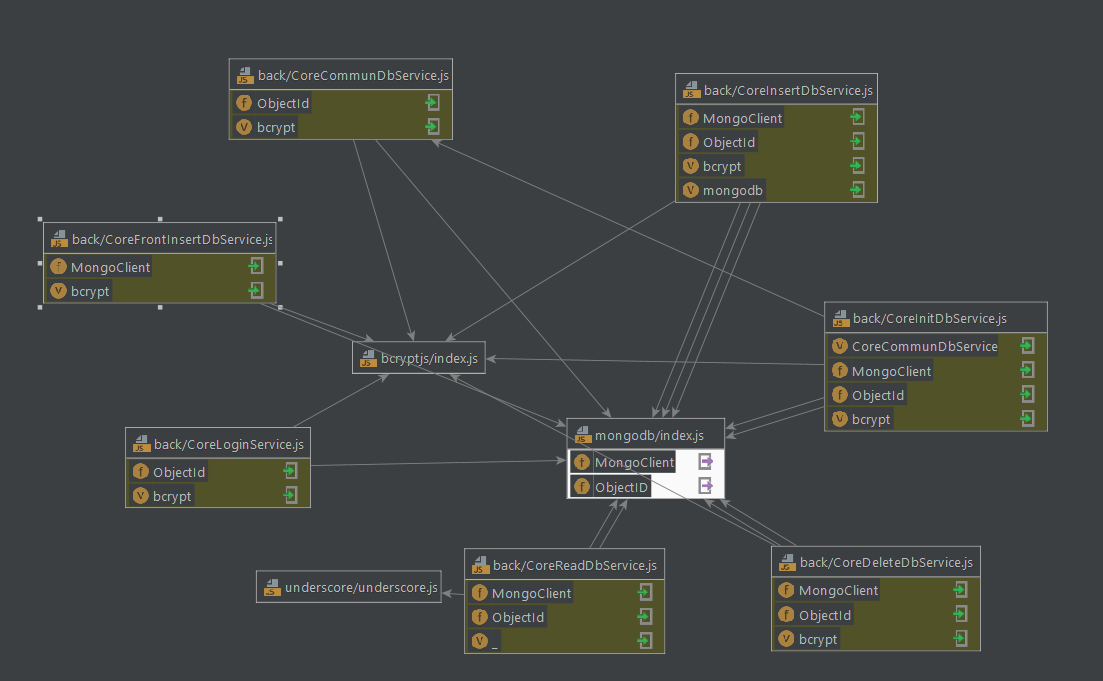 back/CoreCommunDbService.js
ObjectId
bcrypt
back/CoreInsertDbService.js
MongoClient
ObjectId
bcrypt
mongodb
back/CoreFrontInsertDbService.js
MongoClient
bcrypt
back/CoreInitDbService.js
CoreCommunDbService
MongoClient
ObjectId
bcrypt
bcryptjs/index.js
back/CoreLoginService.js
ObjectId
bcrypt
mongodb/index.js
MongoClient
ObjectID
underscore/underscore.js
back/CoreReadDbService.js
MongoClient
ObjectId
_
back/CoreDeleteDbService.js
MongoClient
ObjectId
bcrypt